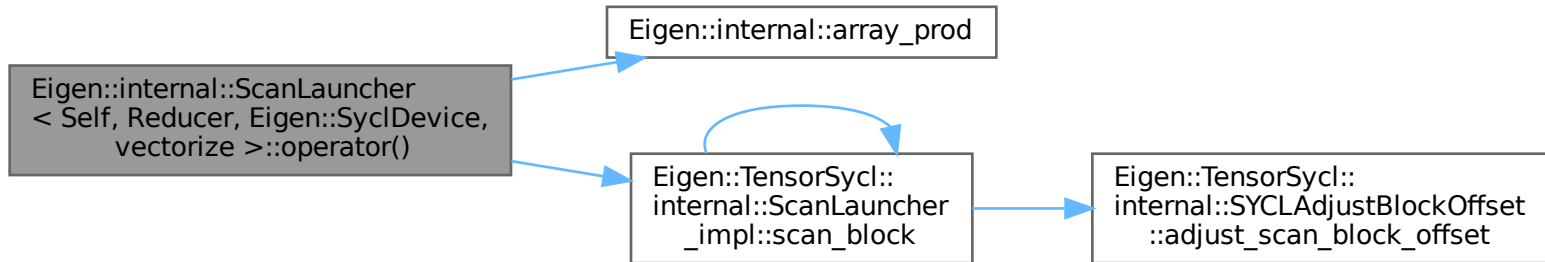 Eigen::internal::ScanLauncher
< Self, Reducer, Eigen::SyclDevice,
vectorize >::operator()
Eigen::internal::array_prod
Eigen::TensorSycl::
internal::ScanLauncher
_impl::scan_block
Eigen::TensorSycl::
internal::SYCLAdjustBlockOffset
::adjust_scan_block_offset